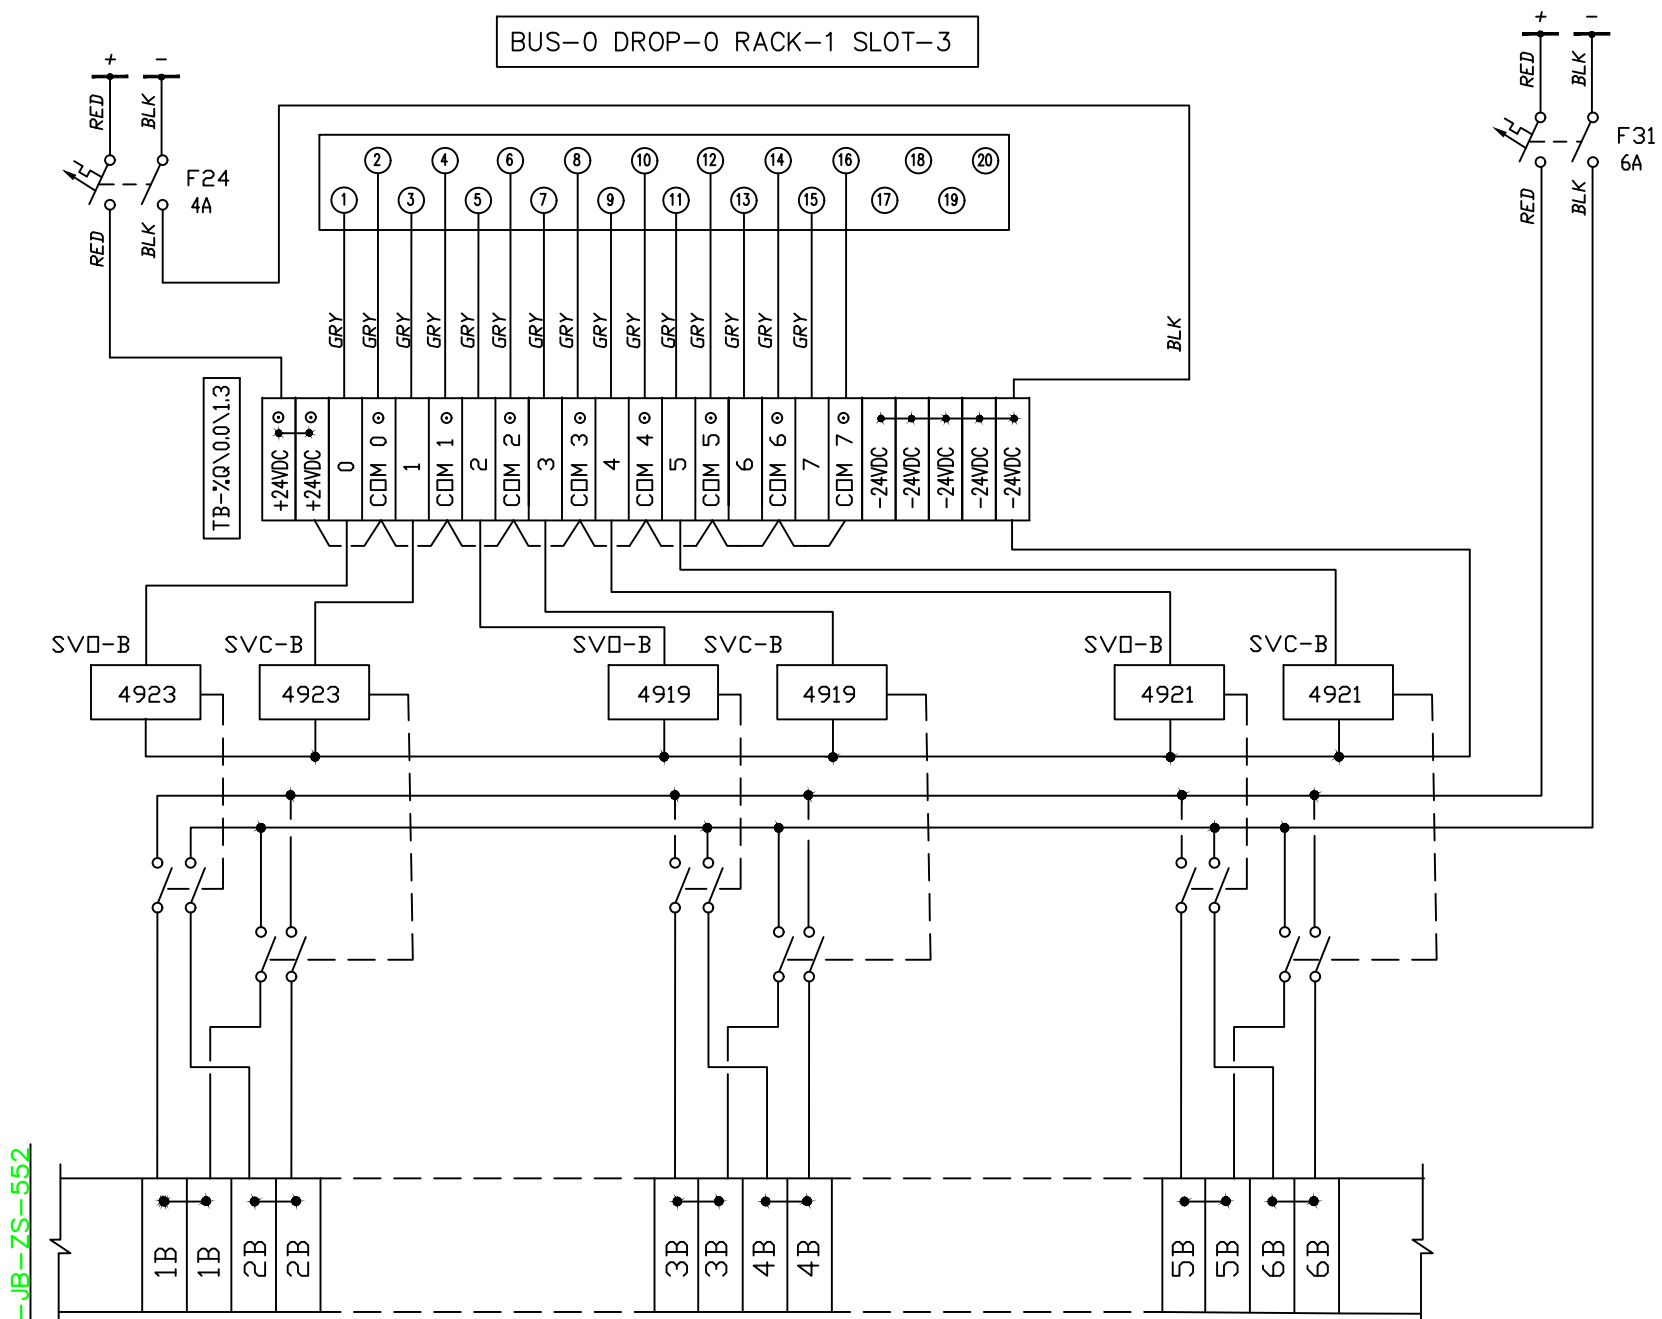 BUS-0 DROP-0 RACK-1 SLOT-3
+ -
+ -
RED BLK
RED BLK
F24
4A
F31
6A
RED BLK
RED BLK
2 4 6 8 10 12 14 16 18 20
1 3 5 7 9 11 13 15 17 19
GRY GRY GRY GRY GRY GRY GRY GRY GRY GRY GRY GRY GRY GRY GRY
BLK
TB-%Q\0.0\1.3
+24VDC +24VDC 0 COM 0 1 COM 1 2 COM 2 3 COM 3 4 COM 4 5 COM 5 6 COM 6 7 COM 7 -24VDC -24VDC -24VDC -24VDC -24VDC
SVO-B SVC-B SVO-B SVC-B SVO-B SVC-B
4923 4923 4919 4919 4921 4921
-JB-ZS-552
1B 1B 2B 2B 3B 3B 4B 4B 5B 5B 6B 6B